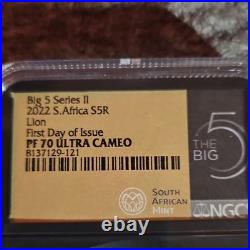 Big 5 Series II
2022 S.Africa S5R
Lion
First Day of Issue
PF 70 ULTRA CAMEO
8137129-121
THE
BIG
5
SOUTH
AFRICAN
MINT
NGC